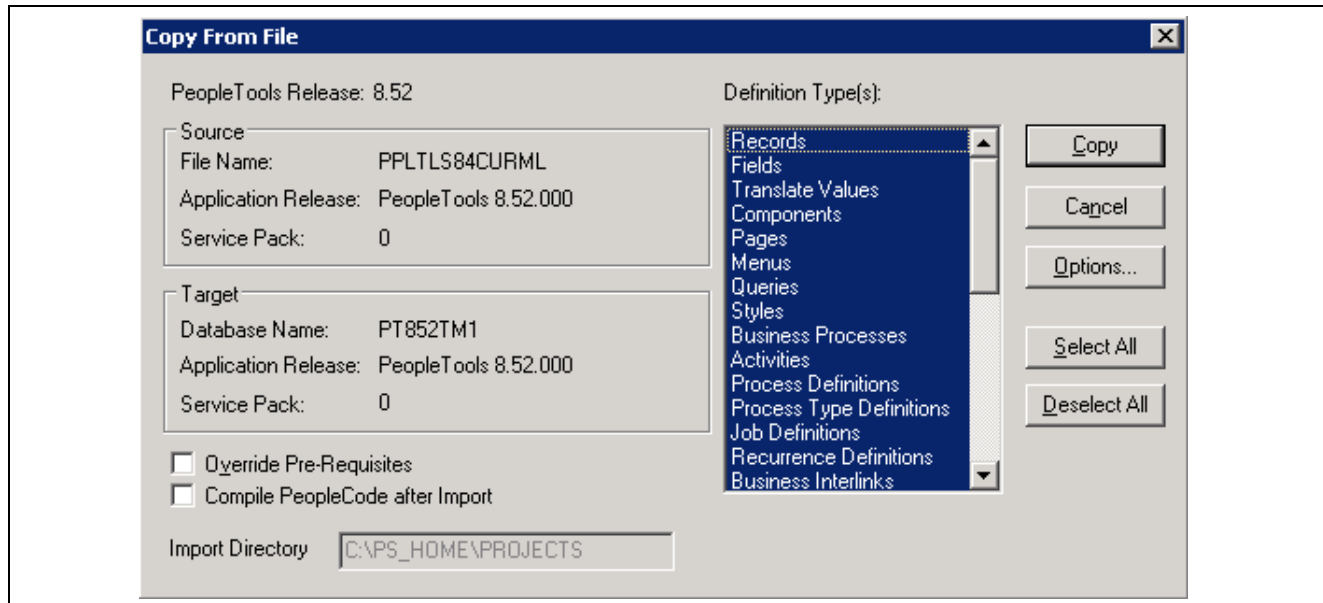 Copy From File
PeopleTools Release: 8.52
Source
File Name: PPLTLS84CURML
Application Release: PeopleTools 8.52.000
Service Pack: 0
Target
Database Name: PT852TM1
Application Release: PeopleTools 8.52.000
Service Pack: 0
Override Pre-Requisites
Compile PeopleCode after Import
Import Directory C:\PS_HOME\PROJECTS
Definition Type(s):
Records
Fields
Translate Values
Components
Pages
Menus
Queries
Styles
Business Processes
Activities
Process Definitions
Process Type Definitions
Job Definitions
Recurrence Definitions
Business Interlinks
Copy
Cancel
Options...
Select All
Deselect All